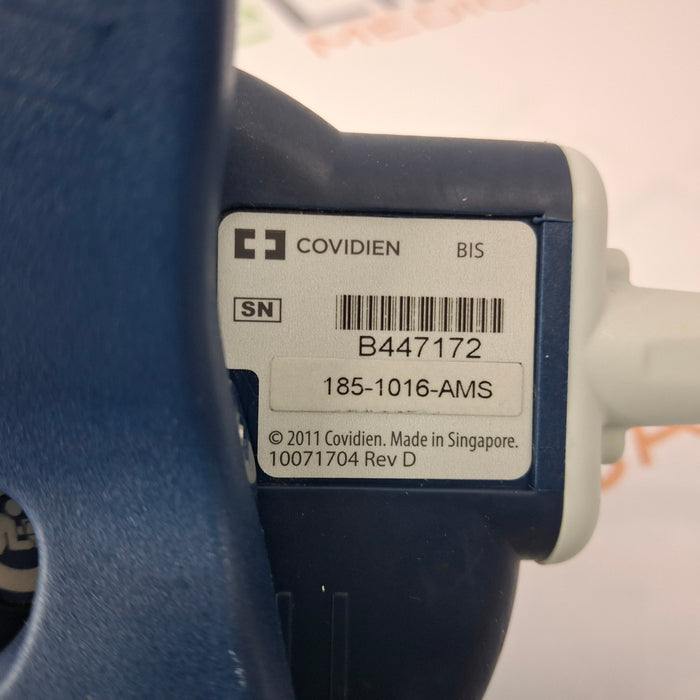 COVIDIEN BIS
SN
B447172
185-1016-AMS
© 2011 Covidien. Made in Singapore.
10071704 Rev D